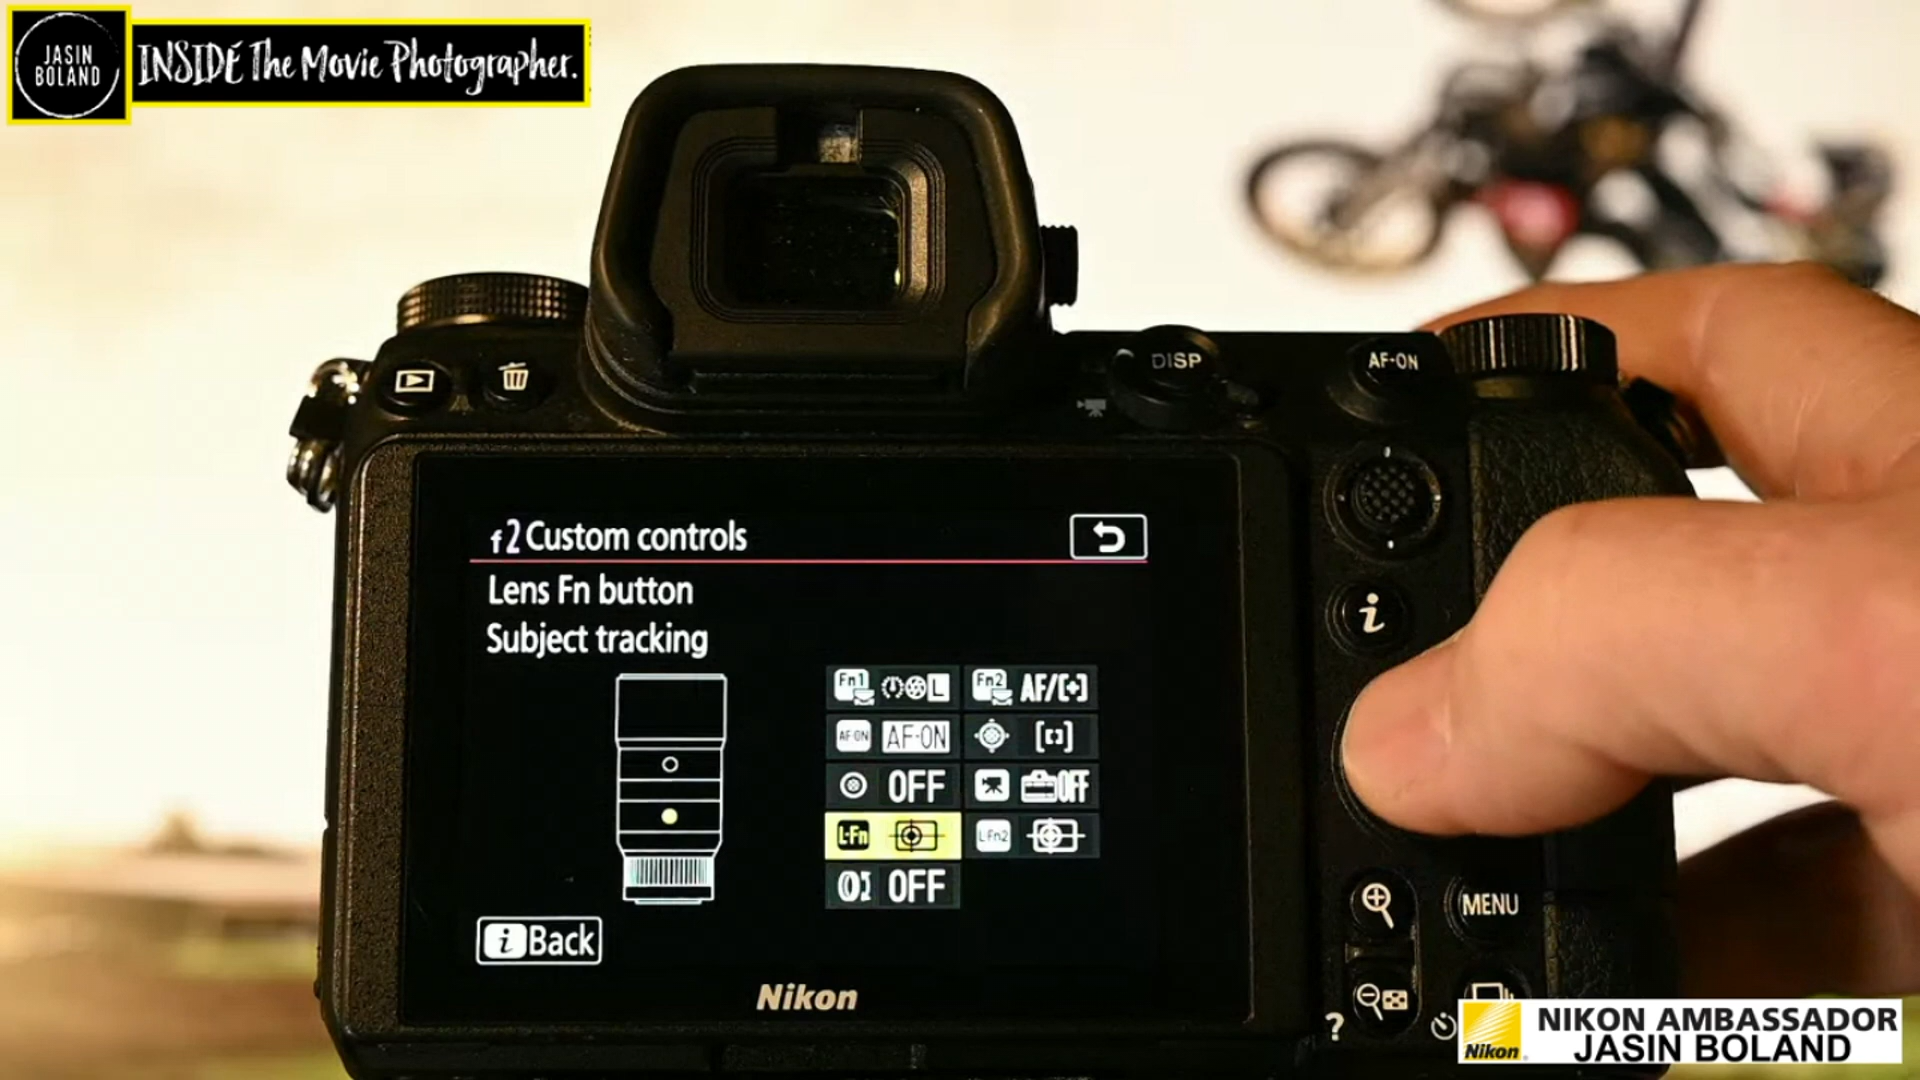 JASIN
BOLAND
INSIDE The Movie Photographer.
DISP
AF-ON
f2 Custom controls
Lens Fn button
Subject tracking
Fn1 L Fn2 AF/[+]
AF-ON AF-ON
OFF OFF
L-Fn L-Fn2
OFF
i Back
i
MENU
Nikon
?
Nikon
NIKON AMBASSADOR
JASIN BOLAND